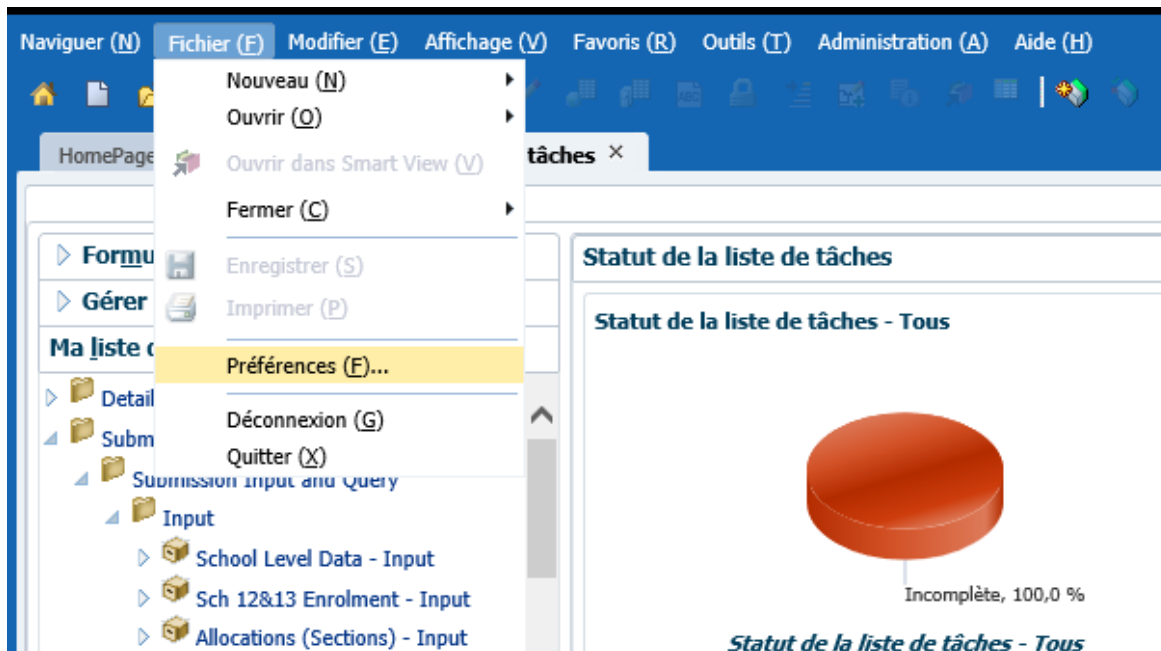 Naviguer (N) Fichier (F) Modifier (E) Affichage (V) Favoris (R) Outils (T) Administration (A) Aide (H)
Nouveau (N)
Ouvrir (O)
HomePage
Ouvrir dans Smart View (V)
tâches ×
Fermer (C)
Formu
Enregistrer (S)
Statut de la liste de tâches
Gérer
Imprimer (P)
Statut de la liste de tâches - Tous
Ma liste
Préférences (F)...
Detail
Déconnexion (G)
Subm
Quitter (X)
Submission Input and Query
Input
School Level Data - Input
Incomplète, 100,0 %
Sch 12&13 Enrolment - Input
Allocations (Sections) - Input
Statut de la liste de tâches - Tous